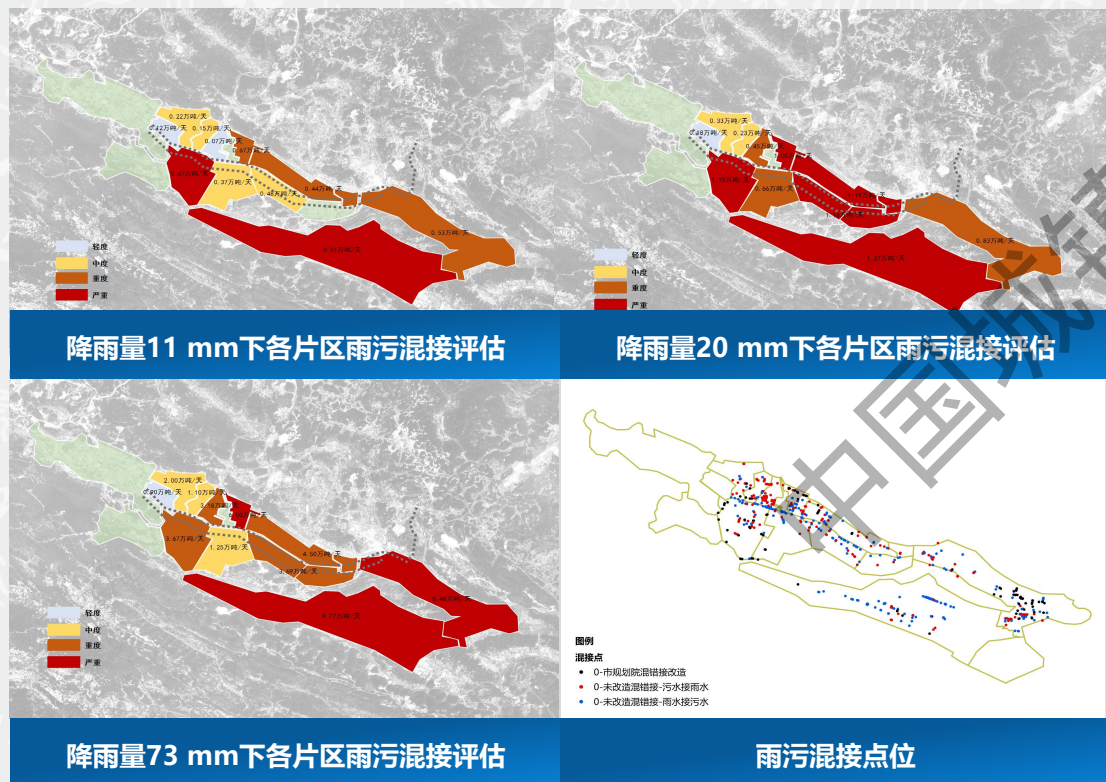 0.22万吨/天
0.12万吨/天
0.15万吨/天
0.07万吨/天
0.67万吨/天
0.37万吨/天
0.44万吨/天
0.48万吨/天
0.53万吨/天
轻度
中度
重度
严重
降雨量11 mm下各片区雨污混接评估
0.33万吨/天
0.23万吨/天
0.45万吨/天
0.66万吨/天
0.83万吨/天
1.27万吨/天
轻度
中度
重度
严重
降雨量20 mm下各片区雨污混接评估
2.00万吨/天
1.10万吨/天
3.67万吨/天
1.25万吨/天
4.50万吨/天
轻度
中度
重度
严重
降雨量73 mm下各片区雨污混接评估
图例
混接点
0-市规划院混错接改造
0-未改造混错接-污水接雨水
0-未改造混错接-雨水接污水
雨污混接点位
中国城镇